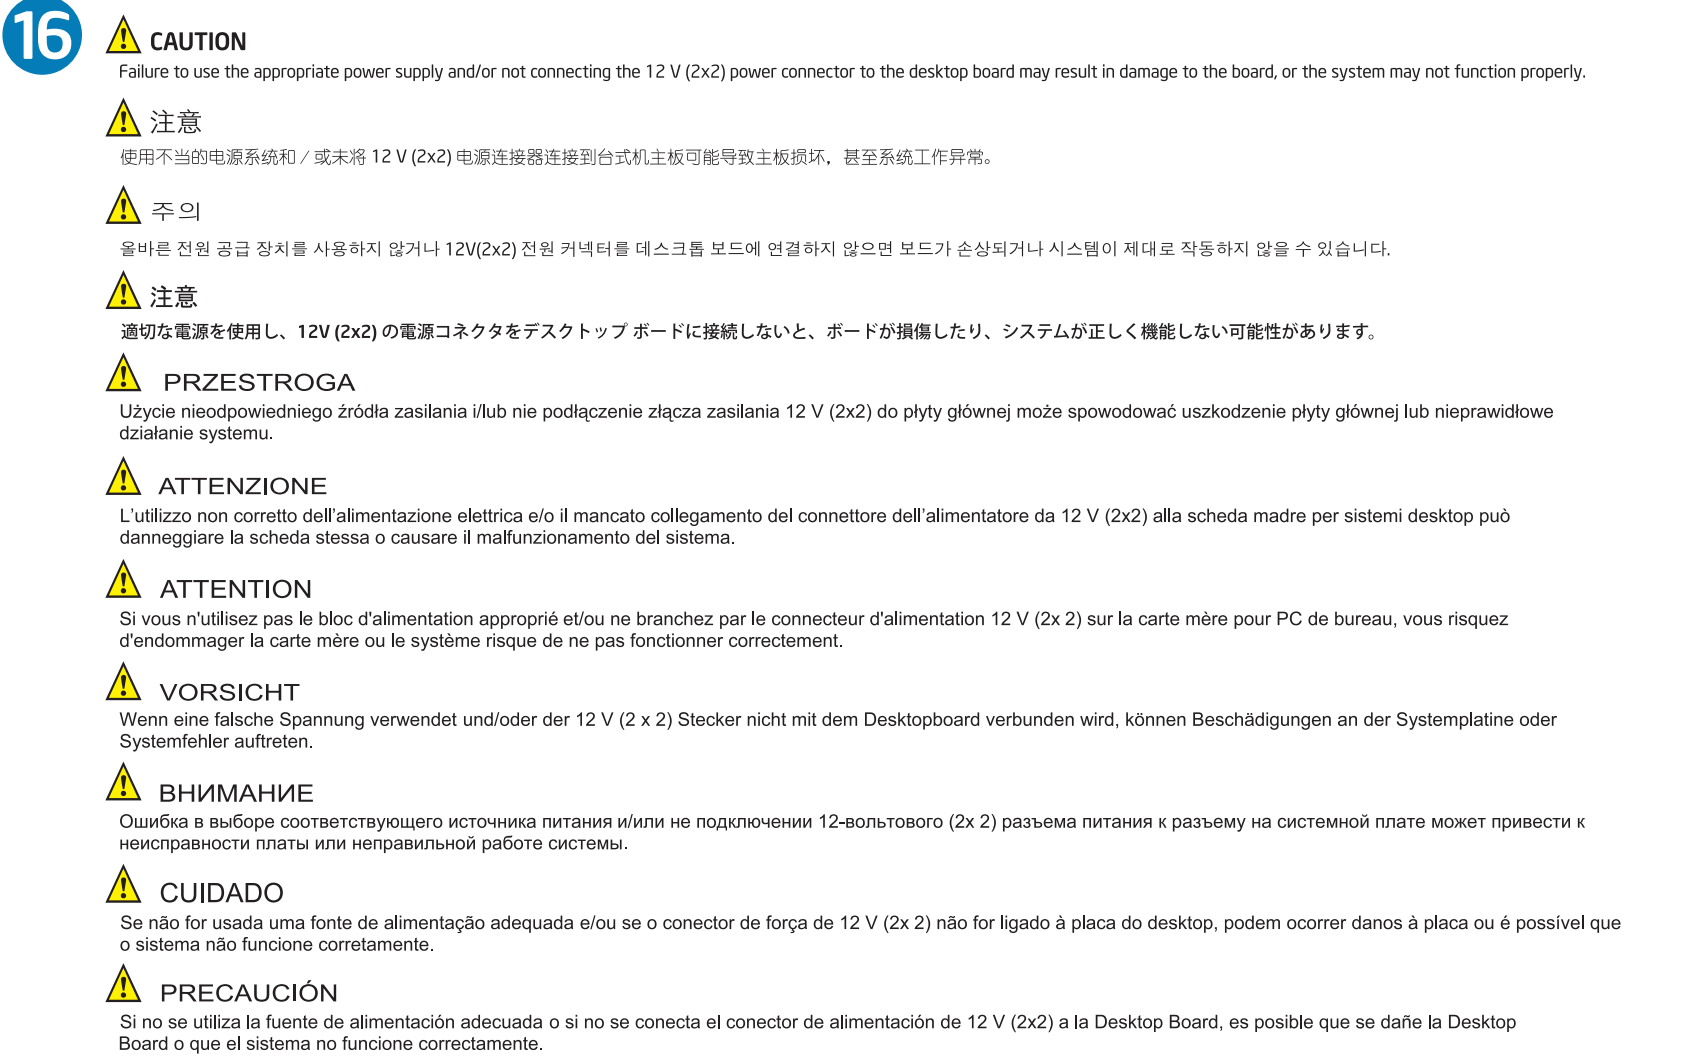 16
CAUTION
Failure to use the appropriate power supply and/or not connecting the 12 V (2x2) power connector to the desktop board may result in damage to the board, or the system may not function properly.
注意
使用不当的电源系统和 / 或未将 12 V (2x2) 电源连接器连接到台式机主板可能导致主板损坏，甚至系统工作异常。
주의
올바른 전원 공급 장치를 사용하지 않거나 12V(2x2) 전원 커넥터를 데스크톱 보드에 연결하지 않으면 보드가 손상되거나 시스템이 제대로 작동하지 않을 수 있습니다.
注意
適切な電源を使用し、12V (2x2) の電源コネクタをデスクトップ ボードに接続しないと、ボードが損傷したり、システムが正しく機能しない可能性があります。
PRZESTROGA
Użycie nieodpowiedniego źródła zasilania i/lub nie podłączenie złącza zasilania 12 V (2x2) do płyty głównej może spowodować uszkodzenie płyty głównej lub nieprawidłowe
działanie systemu.
ATTENZIONE
L'utilizzo non corretto dell'alimentazione elettrica e/o il mancato collegamento del connettore dell'alimentatore da 12 V (2x2) alla scheda madre per sistemi desktop può
danneggiare la scheda stessa o causare il malfunzionamento del sistema.
ATTENTION
Si vous n'utilisez pas le bloc d'alimentation approprié et/ou ne branchez par le connecteur d'alimentation 12 V (2x 2) sur la carte mère pour PC de bureau, vous risquez
d'endommager la carte mère ou le système risque de ne pas fonctionner correctement.
VORSICHT
Wenn eine falsche Spannung verwendet und/oder der 12 V (2 x 2) Stecker nicht mit dem Desktopboard verbunden wird, können Beschädigungen an der Systemplatine oder
Systemfehler auftreten.
ВНИМАНИЕ
Ошибка в выборе соответствующего источника питания и/или не подключении 12-вольтового (2x 2) разъема питания к разъему на системной плате может привести к
неисправности платы или неправильной работе системы.
CUIDADO
Se não for usada uma fonte de alimentação adequada e/ou se o conector de força de 12 V (2x 2) não for ligado à placa do desktop, podem ocorrer danos à placa ou é possível que
o sistema não funcione corretamente.
PRECAUCIÓN
Si no se utiliza la fuente de alimentación adecuada o si no se conecta el conector de alimentación de 12 V (2x2) a la Desktop Board, es posible que se dañe la Desktop
Board o que el sistema no funcione correctamente.